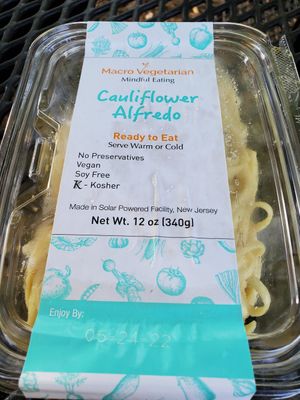 Macro Vegetarian
Mindful Eating
Cauliflower
Alfredo
Ready to Eat
Serve Warm or Cold
No Preservatives
Vegan
Soy Free
K - Kosher
Made in Solar Powered Facility, New Jersey
Net Wt. 12 oz (340g)
Enjoy By:
05-24-22